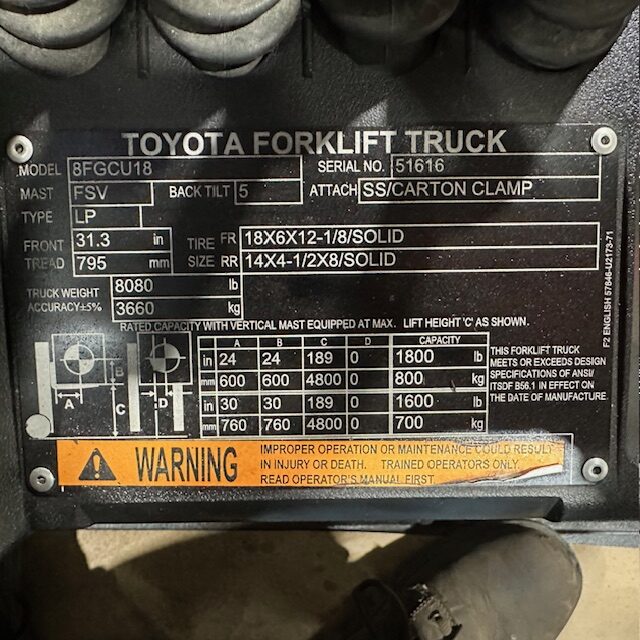 TOYOTA FORKLIFT TRUCK
MODEL 8FGCU18 SERIAL NO. 51616
MAST FSV BACK TILT 5 ATTACH SS/CARTON CLAMP
TYPE LP
FRONT TREAD 31.3 in TIRE SIZE FR 18X6X12-1/8/SOLID
795 mm RR 14X4-1/2X8/SOLID
TRUCK WEIGHT 8080 lb
ACCURACY±5% 3660 kg
RATED CAPACITY WITH VERTICAL MAST EQUIPPED AT MAX. LIFT HEIGHT 'C' AS SHOWN.
A B C D CAPACITY
in 24 24 189 0 1800 lb
mm 600 600 4800 0 800 kg
in 30 30 189 0 1600 lb
mm 760 760 4800 0 700 kg
A B C D
THIS FORKLIFT TRUCK
MEETS OR EXCEEDS DESIGN
SPECIFICATIONS OF ANSI/
ITSDF B56.1 IN EFFECT ON
THE DATE OF MANUFACTURE.
F2 ENGLISH 57846-U2173-71
WARNING
IMPROPER OPERATION OR MAINTENANCE COULD RESULT
IN INJURY OR DEATH. TRAINED OPERATORS ONLY.
READ OPERATOR'S MANUAL FIRST.